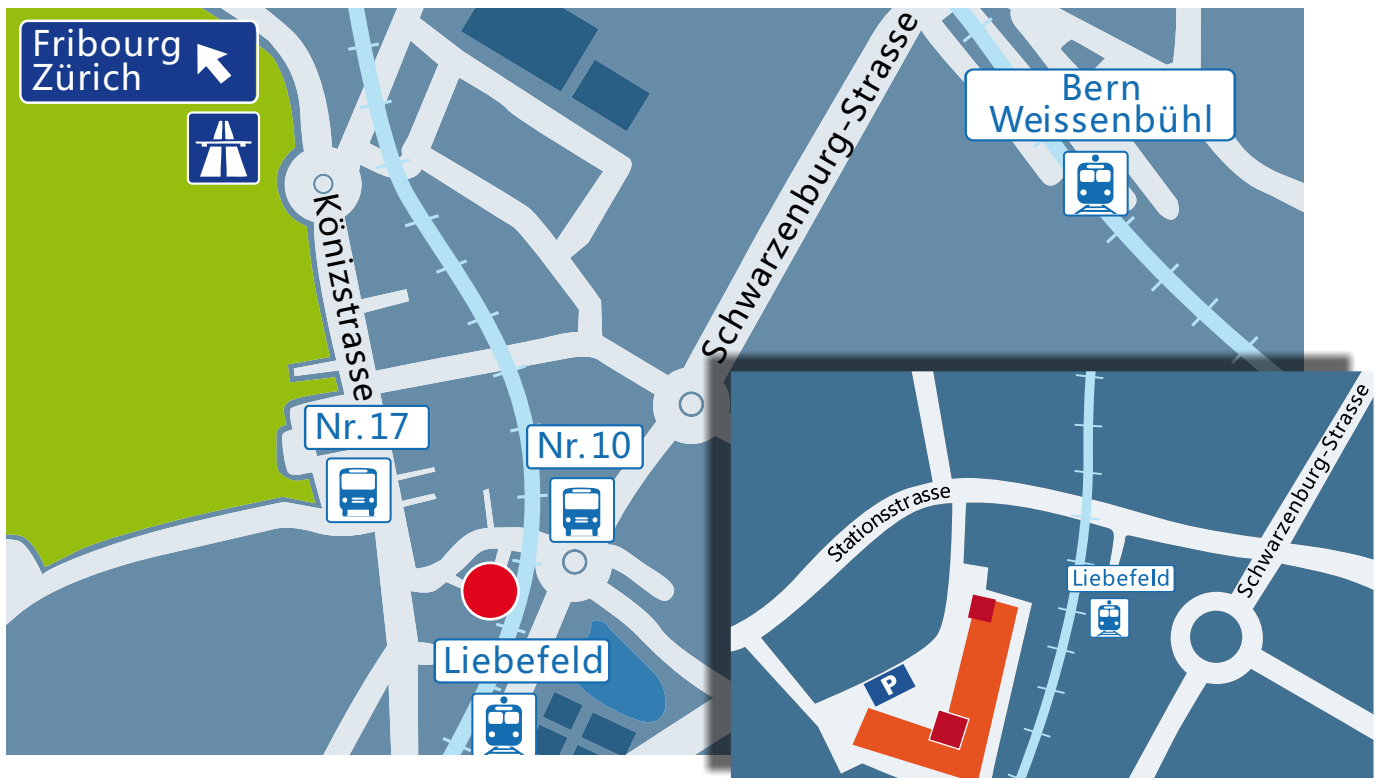 Fribourg
Zürich
Bern
Weissenbühl
Schwarzenburg-Strasse
Könizstrasse
Nr. 17
Nr. 10
Liebefeld
Schwarzenburg-Strasse
Stationsstrasse
Liebefeld
P